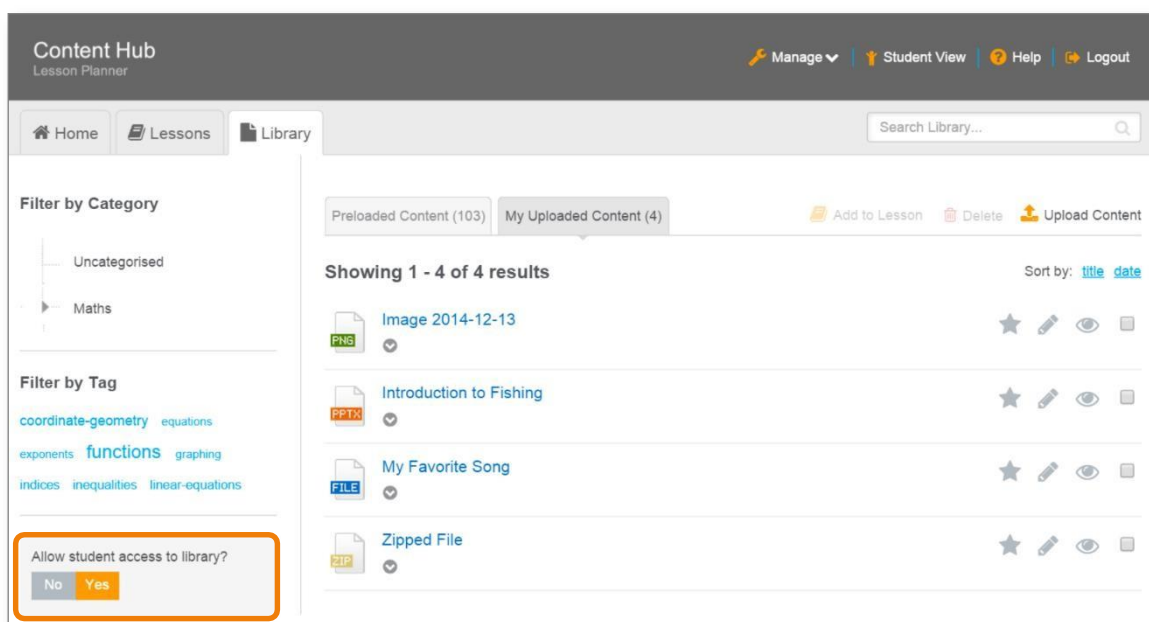 Content Hub
Lesson Planner
Manage
Student View
Help
Logout
Home
Lessons
Library
Search Library...
Filter by Category
Uncategorised
Maths
Filter by Tag
coordinate-geometry equations
exponents functions graphing
indices inequalities linear-equations
Allow student access to library?
No Yes
Preloaded Content (103)
My Uploaded Content (4)
Add to Lesson
Delete
Upload Content
Showing 1 - 4 of 4 results
Sort by: title date
PNG
Image 2014-12-13
PPTX
Introduction to Fishing
FILE
My Favorite Song
ZIP
Zipped File